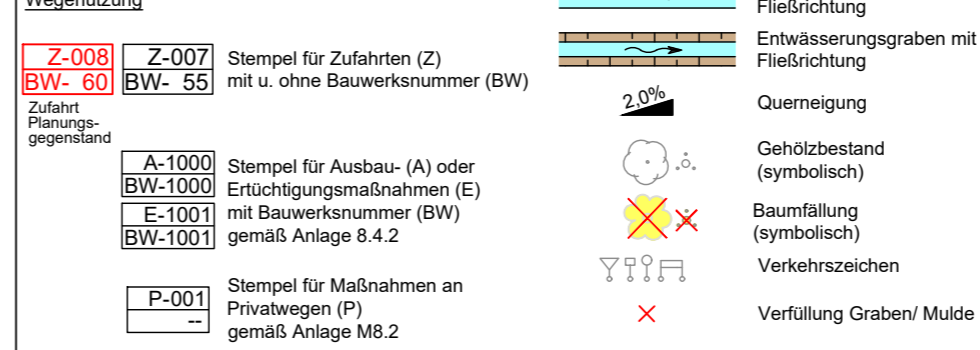 Wegenutzung
Z-008
BW- 60
Z-007
BW- 55
Stempel für Zufahrten (Z)
mit u. ohne Bauwerksnummer (BW)
Zufahrt
Planungs-
gegenstand
A-1000
BW-1000
E-1001
BW-1001
Stempel für Ausbau- (A) oder
Ertüchtigungsmaßnahmen (E)
mit Bauwerksnummer (BW)
gemäß Anlage 8.4.2
P-001
--
Stempel für Maßnahmen an
Privatwegen (P)
gemäß Anlage M8.2
Fließrichtung
Entwässerungsgraben mit
Fließrichtung
2,0%
Querneigung
Gehölzbestand
(symbolisch)
Baumfällung
(symbolisch)
Verkehrszeichen
Verfüllung Graben/ Mulde